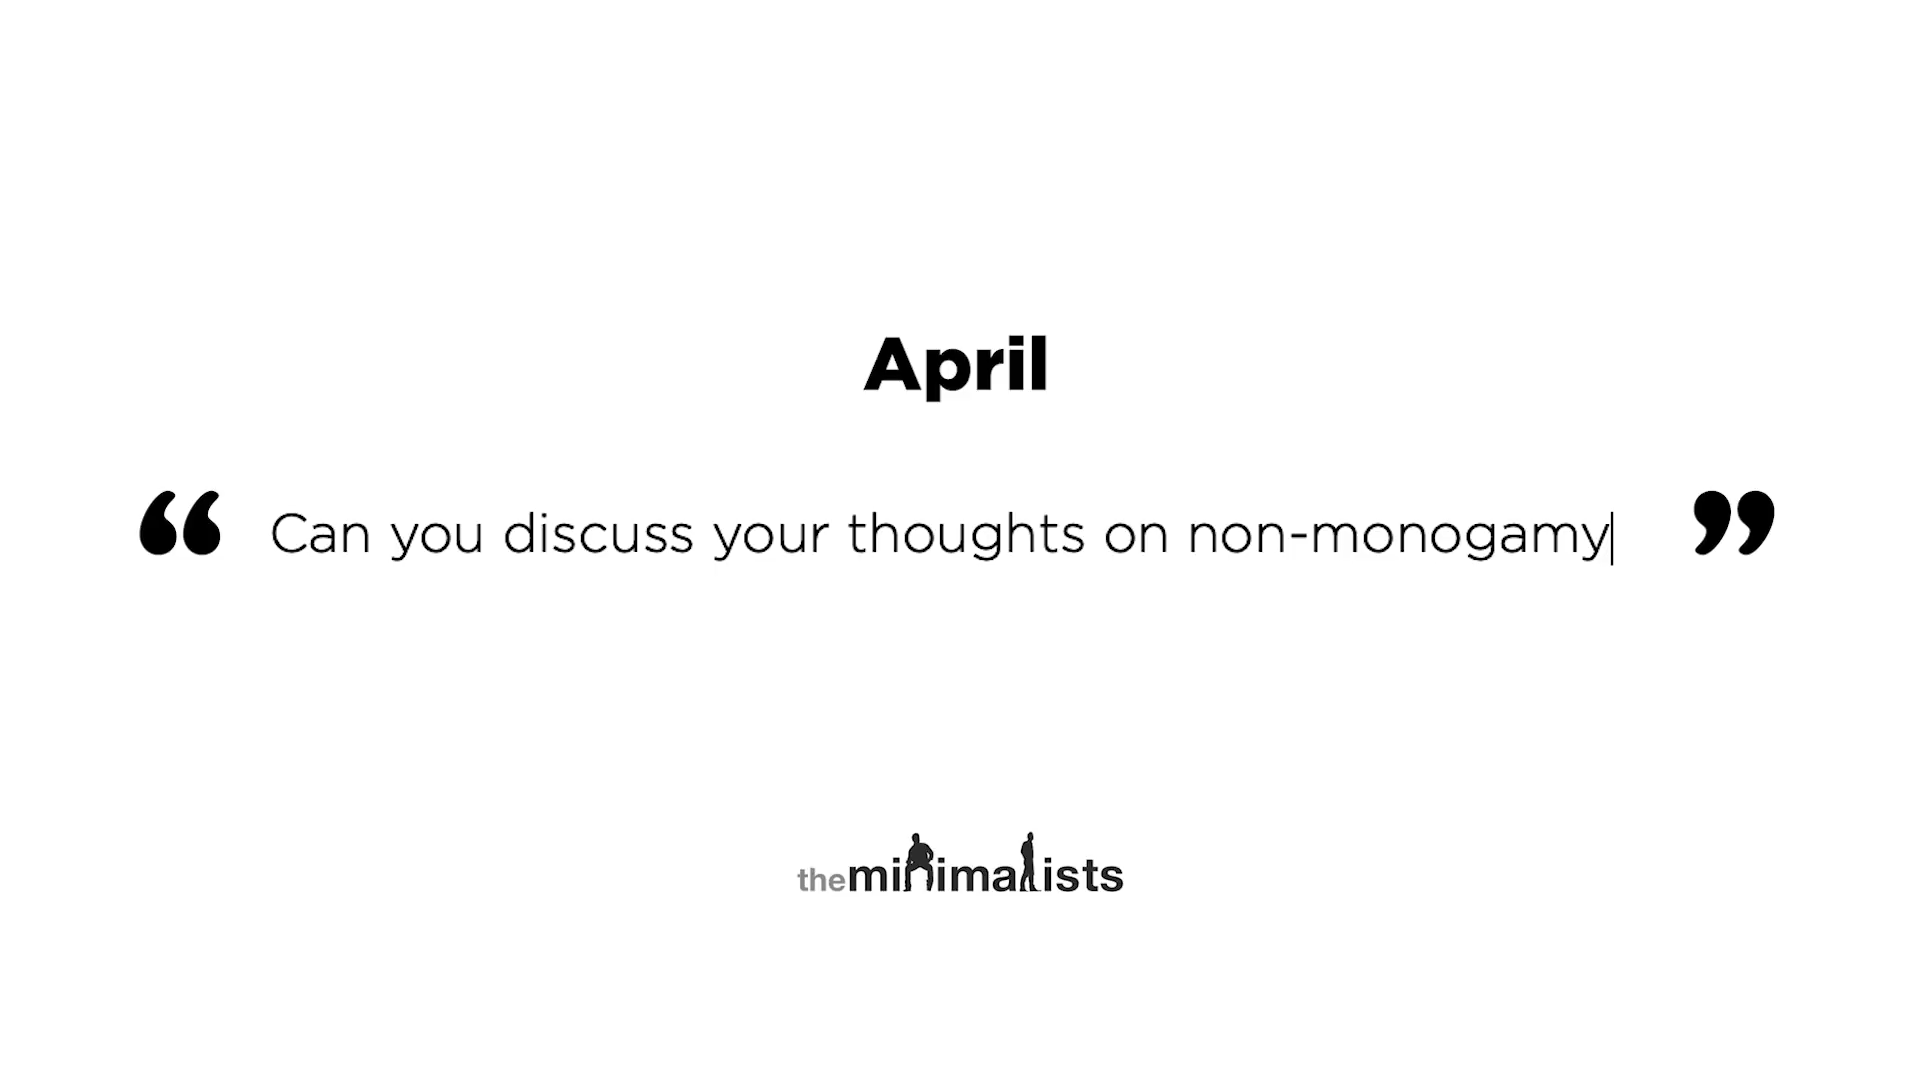 April
“ Can you discuss your thoughts on non-monogamy ”
theminimalists